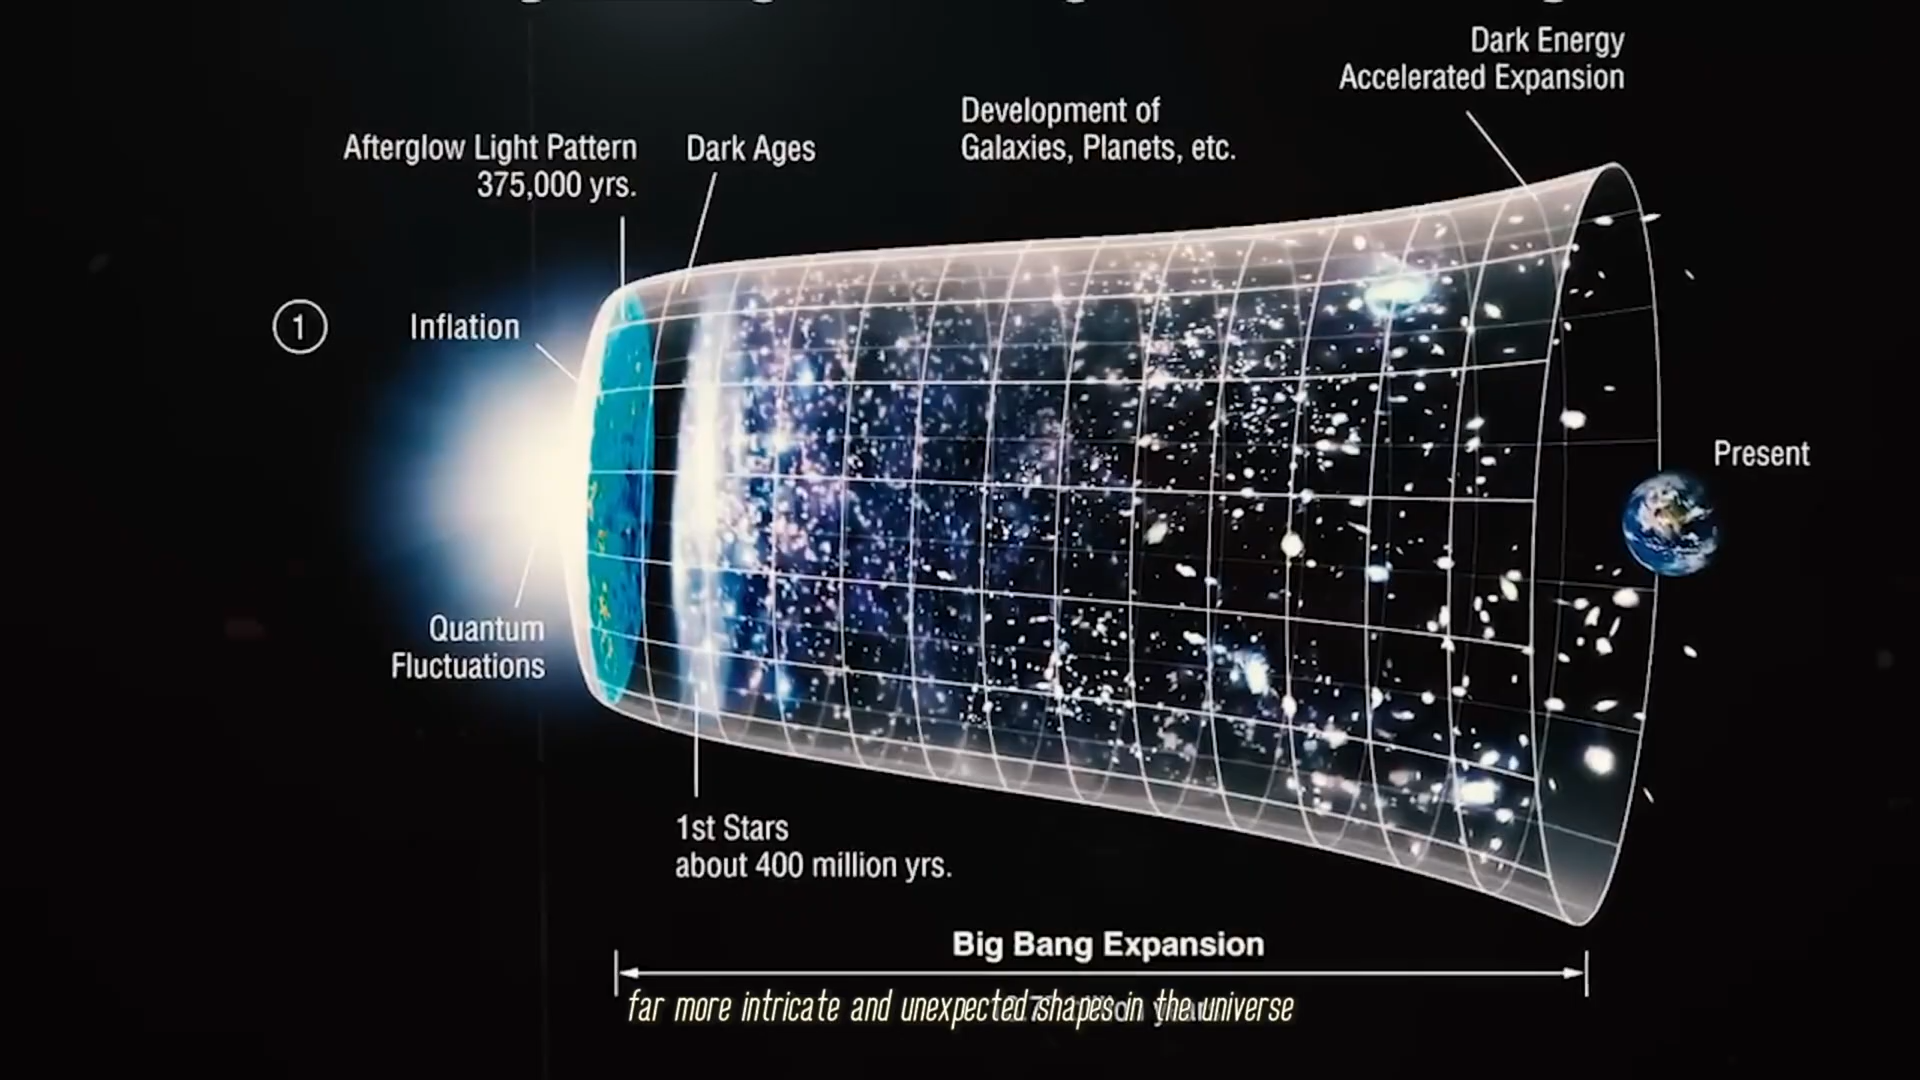 Dark Energy
Accelerated Expansion
Development of
Galaxies, Planets, etc.
Afterglow Light Pattern
375,000 yrs.
Dark Ages
1
Inflation
Present
Quantum
Fluctuations
1st Stars
about 400 million yrs.
Big Bang Expansion
far more intricate and unexpected shapes in the universe